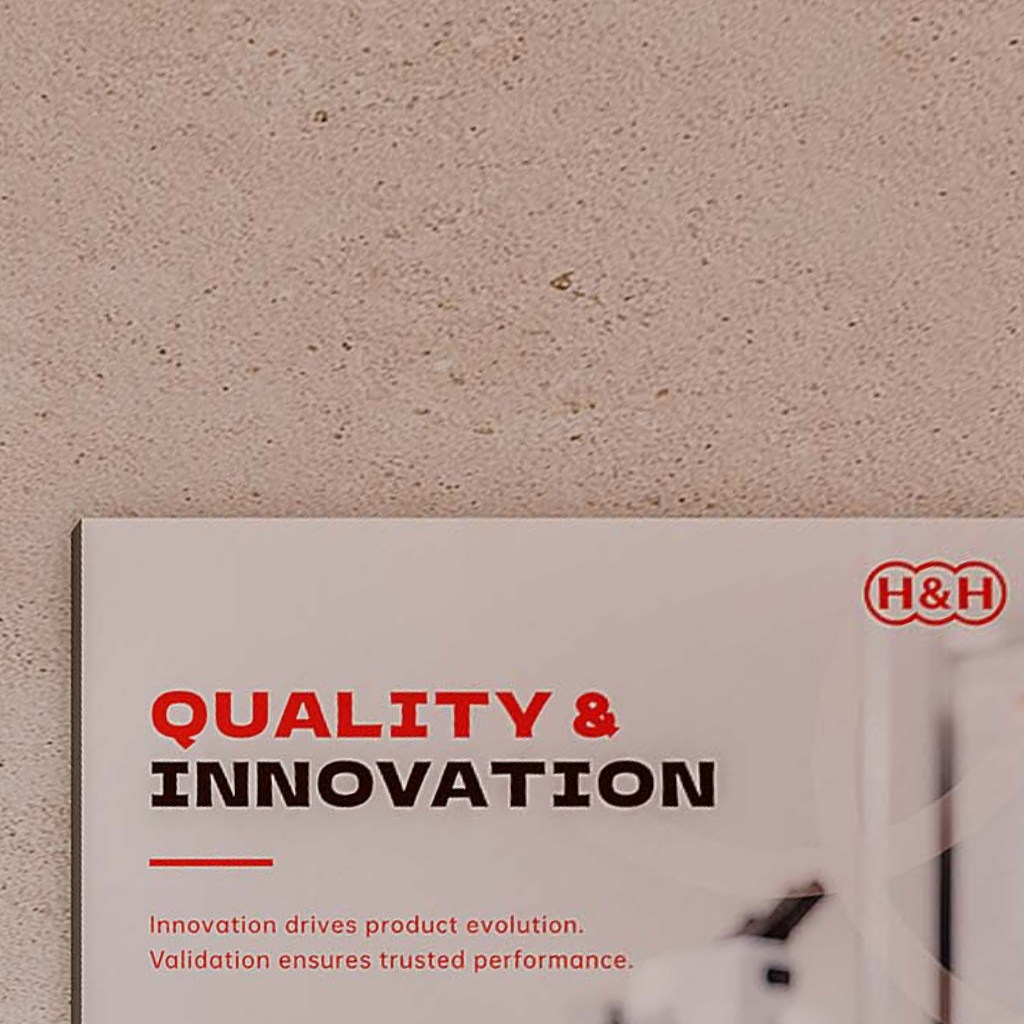 H&H
QUALITY &
INNOVATION
Innovation drives product evolution.
Validation ensures trusted performance.